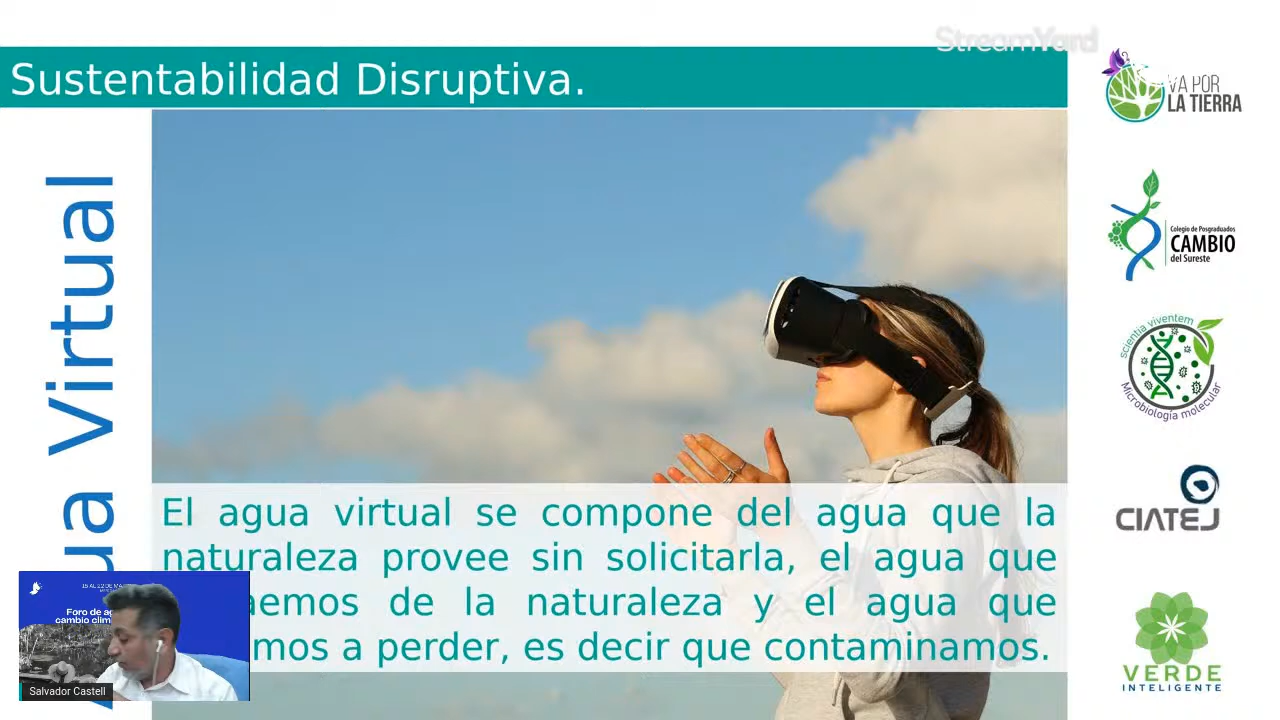 StreamYard
Sustentabilidad Disruptiva.
VA POR
LA TIERRA
Virtual
Colegio de Posgraduados
CAMBIO
del Sureste
scientia viventem
Microbiología molecular
CIATEJ
VERDE
INTELIGENTE
El agua virtual se compone del agua que la
naturaleza provee sin solicitarla, el agua que
de la naturaleza y el agua que
a perder, es decir que contaminamos.
Foro de
Salvador Castell